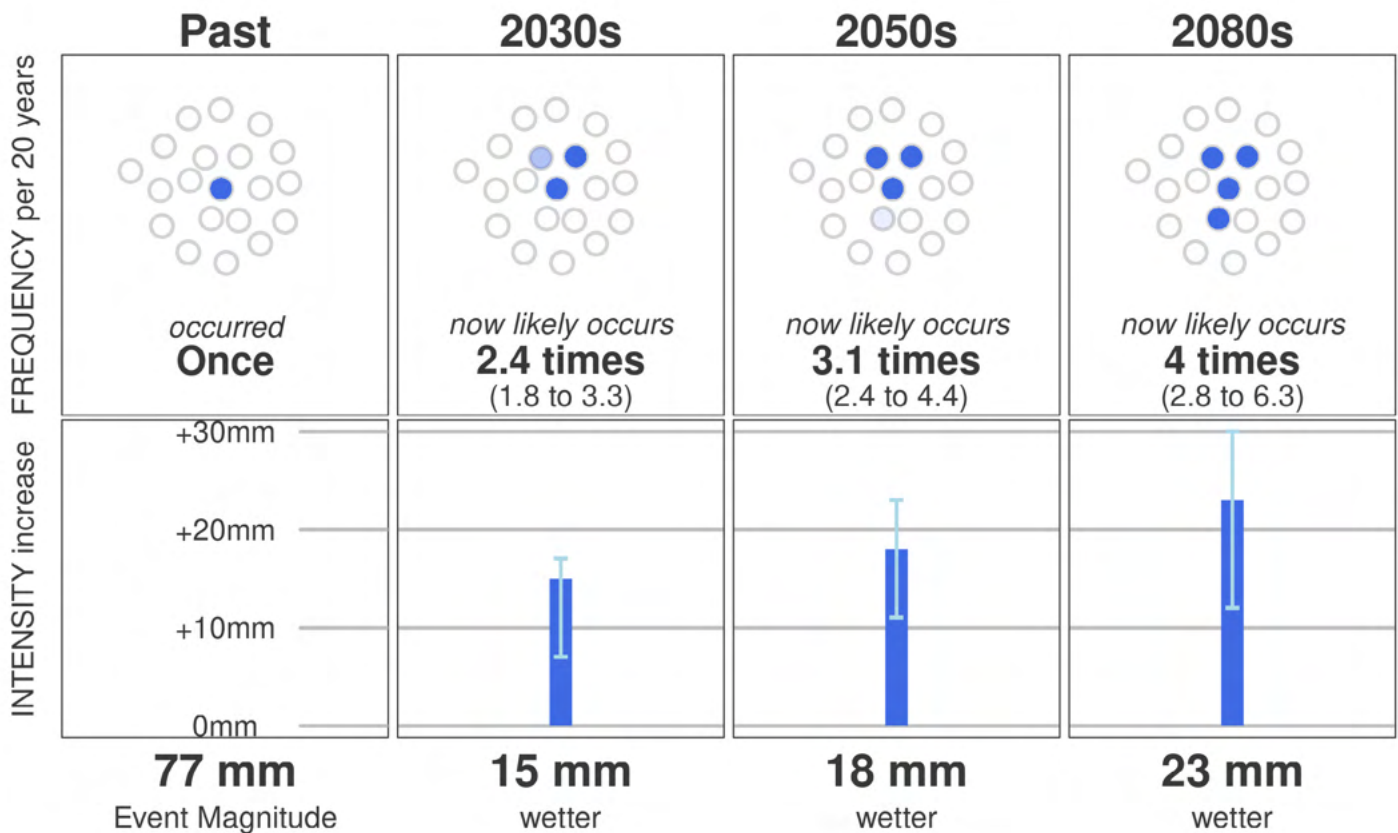 Past
2030s
2050s
2080s
FREQUENCY per 20 years
occurred
Once
now likely occurs
2.4 times
(1.8 to 3.3)
now likely occurs
3.1 times
(2.4 to 4.4)
now likely occurs
4 times
(2.8 to 6.3)
INTENSITY increase
+30mm
+20mm
+10mm
0mm
77 mm
Event Magnitude
15 mm
wetter
18 mm
wetter
23 mm
wetter